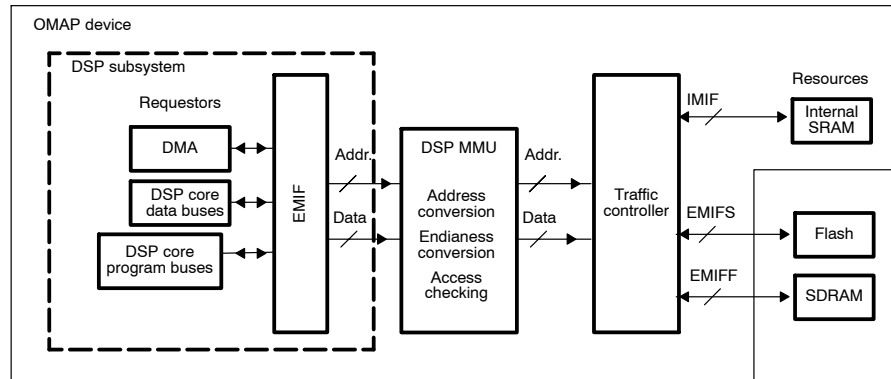 OMAP device
DSP subsystem
Requestors
DMA
DSP core
data buses
DSP core
program buses
EMIF
Addr.
Data
DSP MMU
Address
conversion
Endianess
conversion
Access
checking
Addr.
Data
Traffic
controller
Resources
IMIF
Internal
SRAM
EMIFS
Flash
EMIFF
SDRAM